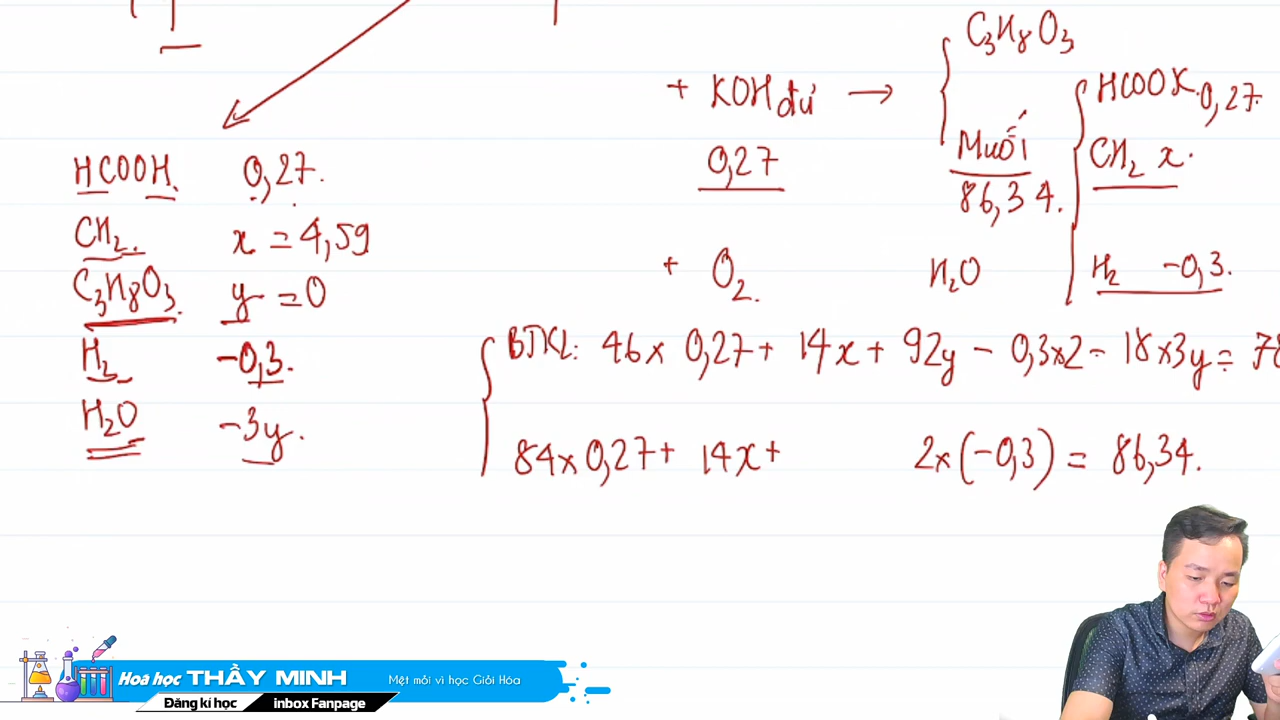 C3H8O3
+ KOH đủ → HCOOK 0,27
HCOOH 0,27. 0,27 Muối CH2 x
86,34.
CH2 x = 4,59
C3H8O3 y = 0 + O2 H2O H2 -0,3.
H2 -0,3. BTKL: 46x 0,27 + 14x + 92y - 0,3x2 - 18x3y = 78
H2O -3y.
84x0,27 + 14x + 2x(-0,3) = 86,34.
Hoá học THẦY MINH Mệt mỏi vì học Giỏi Hóa
Đăng kí học inbox Fanpage